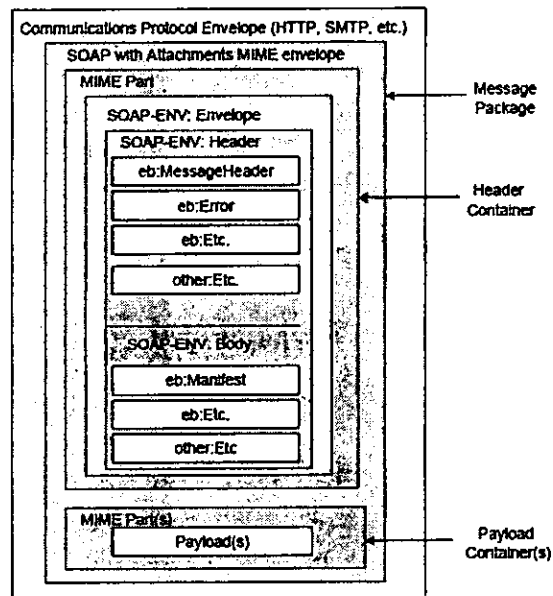 Communications Protocol Envelope (HTTP, SMTP, etc.)
SOAP with Attachments MIME envelope
MIME Part
SOAP-ENV: Envelope
SOAP-ENV: Header
eb:MessageHeader
eb:Error
eb:Etc.
other:Etc.
SOAP-ENV: Body
eb:Manifest
eb:Etc.
other:Etc
MIME Part(s)
Payload(s)
Message
Package
Header
Container
Payload
Container(s)